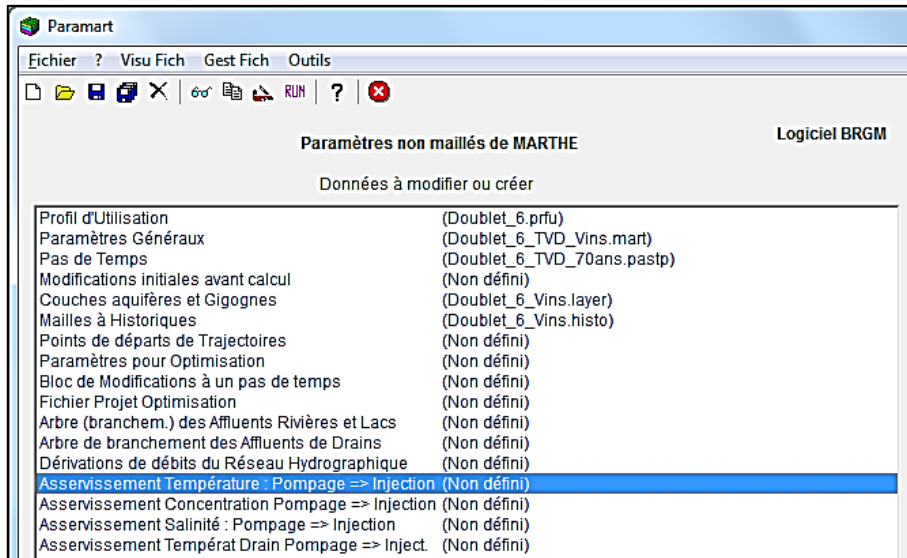 Paramart
Fichier ? Visu Fich Gest Fich Outils
RUN ?
Logiciel BRGM
Paramètres non maillés de MARTHE
Données à modifier ou créer
Profil d'Utilisation (Doublet_6.prfu)
Paramètres Généraux (Doublet_6_TVD_Vins.mart)
Pas de Temps (Doublet_6_TVD_70ans.pastp)
Modifications initiales avant calcul (Non défini)
Couches aquifères et Gigognes (Doublet_6_Vins.layer)
Mailles à Historiques (Doublet_6_Vins.histo)
Points de départs de Trajectoires (Non défini)
Paramètres pour Optimisation (Non défini)
Bloc de Modifications à un pas de temps (Non défini)
Fichier Projet Optimisation (Non défini)
Arbre (branchem.) des Affluents Rivières et Lacs (Non défini)
Arbre de branchement des Affluents de Drains (Non défini)
Dérivations de débits du Réseau Hydrographique (Non défini)
Asservissement Température : Pompage => Injection (Non défini)
Asservissement Concentration Pompage => Injection (Non défini)
Asservissement Salinité : Pompage => Injection (Non défini)
Asservissement Températ Drain Pompage => Inject. (Non défini)